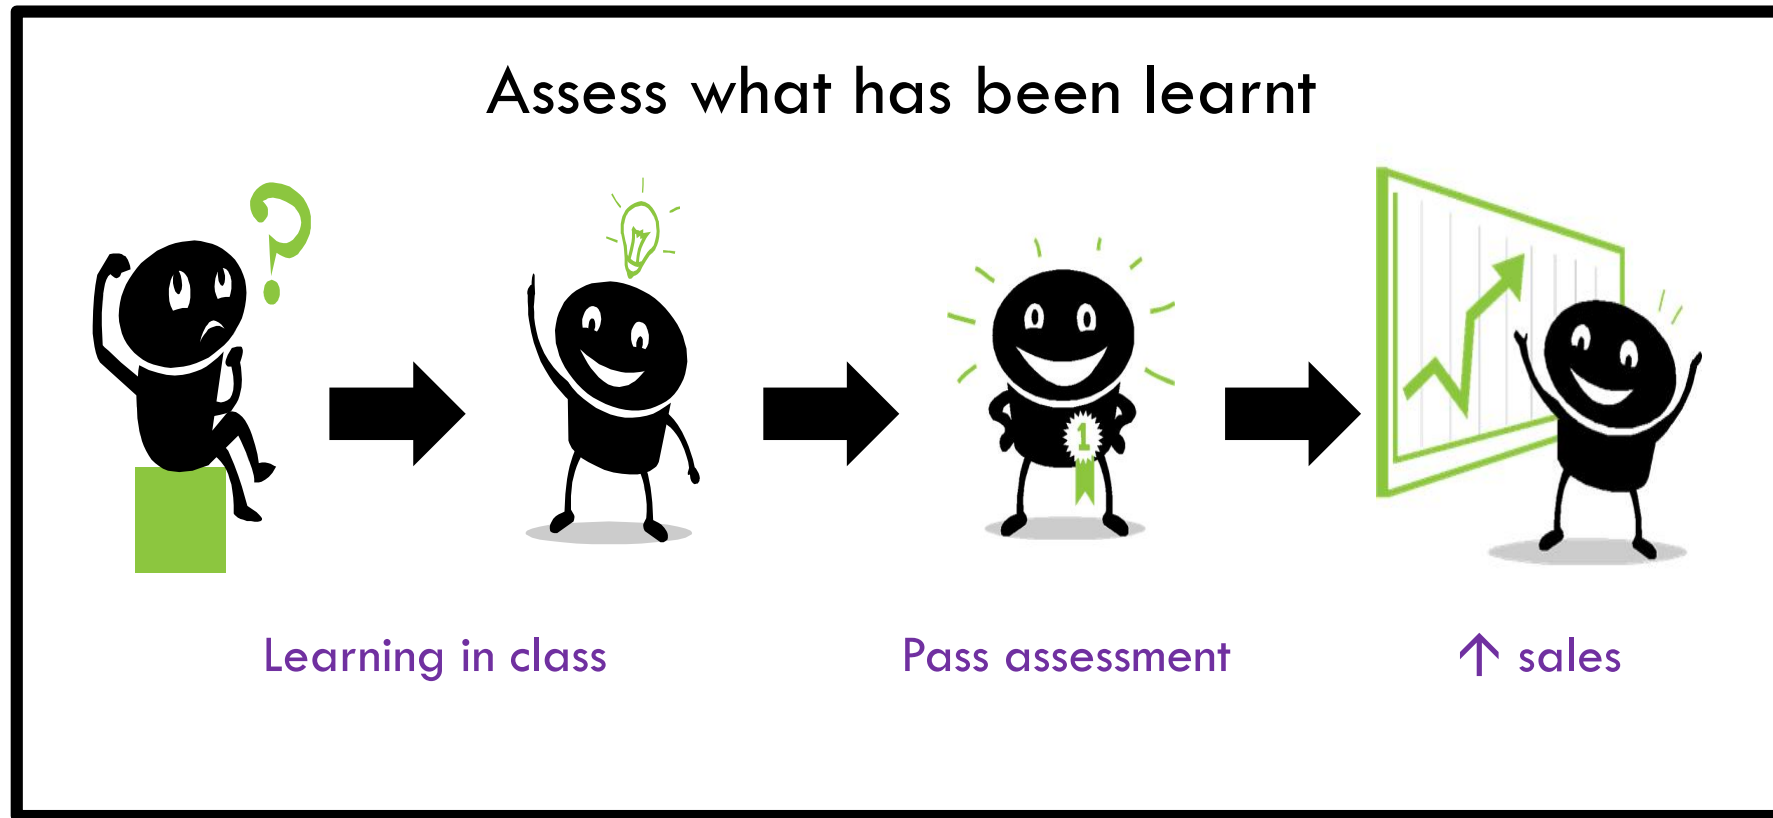 Assess what has been learnt
1
Learning in class
Pass assessment
↑ sales